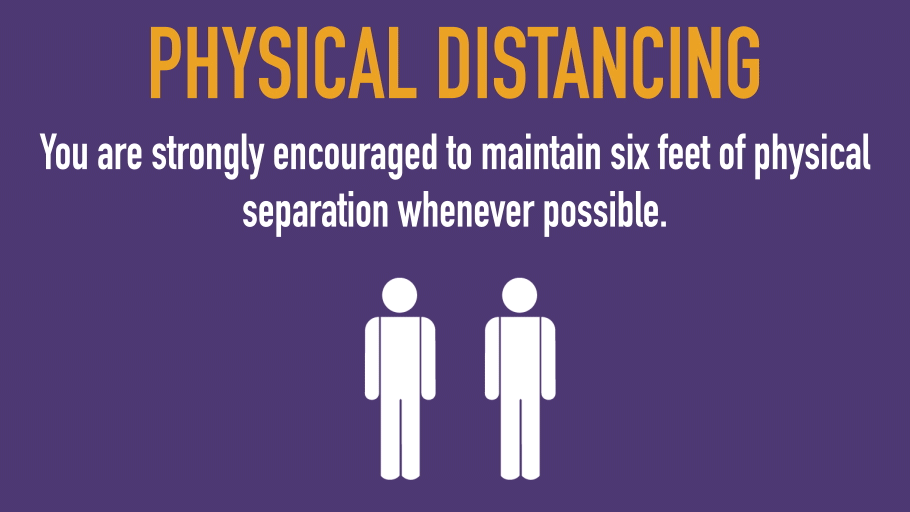 PHYSICAL DISTANCING
You are strongly encouraged to maintain six feet of physical
separation whenever possible.